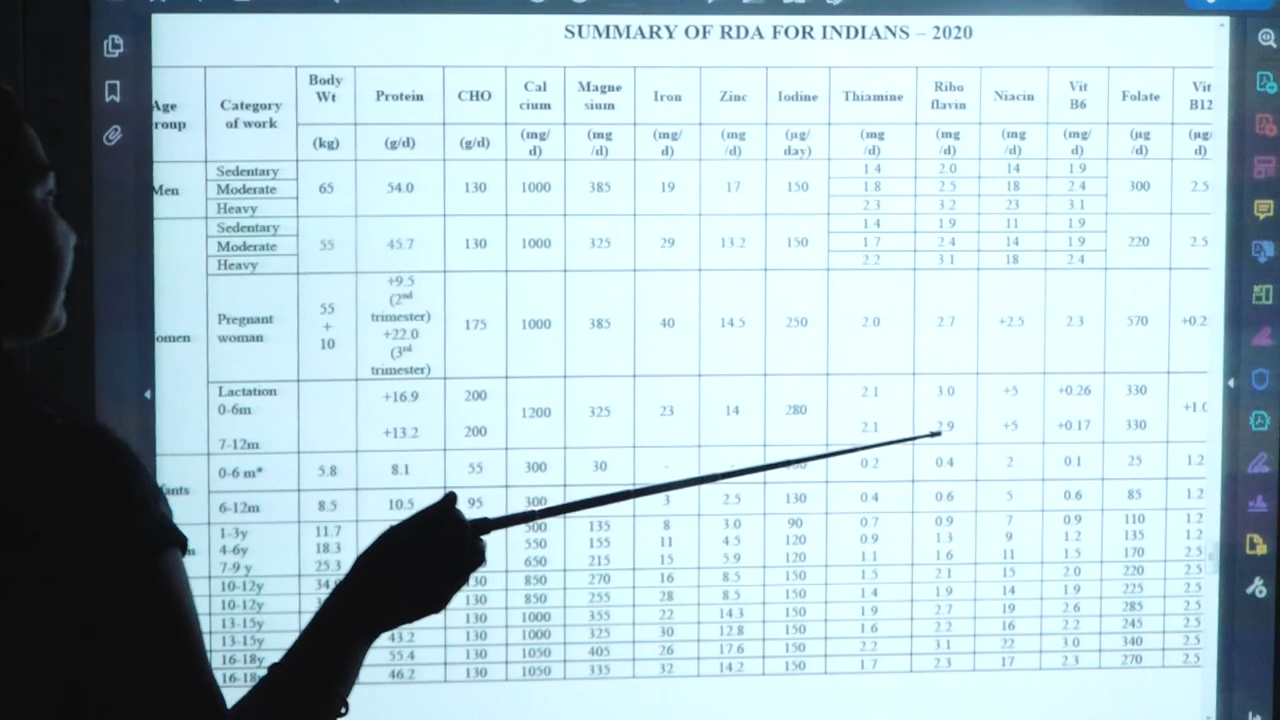 SUMMARY OF RDA FOR INDIANS – 2020
Age Group Category of work Body Wt Protein CHO Cal cium Magne sium Iron Zinc Iodine Thiamine Ribo flavin Niacin Vit B6 Folate Vit B12
(kg) (g/d) (g/d) (mg/ d) (mg /d) (mg/ d) (mg /d) (µg/ day) (mg /d) (mg /d) (mg /d) (mg/ d) (µg /d) (µg/ d)
Men Sedentary 1.4 2.0 14 1.9
Moderate 65 54.0 130 1000 385 19 17 150 1.8 2.5 18 2.4 300 2.5
Heavy 2.3 3.2 23 3.1
Sedentary 1.4 1.9 11 1.9
Moderate 55 45.7 130 1000 325 29 13.2 150 1.7 2.4 14 1.9 220 2.5
Heavy 2.2 3.1 18 2.4
omen Pregnant woman 55 + 10 +9.5 (2nd trimester) +22.0 (3rd trimester) 175 1000 385 40 14.5 250 2.0 2.7 +2.5 2.3 570 +0.2
Lactation 0-6m +16.9 200 1200 325 23 14 280 2.1 3.0 +5 +0.26 330 +1.0
7-12m +13.2 200 2.1 2.9 +5 +0.17 330
ants 0-6 m* 5.8 8.1 55 300 30 - - 0.2 0.4 2 0.1 25 1.2
6-12m 8.5 10.5 95 300 3 2.5 130 0.4 0.6 5 0.6 85 1.2
1-3y 11.7 500 135 8 3.0 90 0.7 0.9 7 0.9 110 1.2
4-6y 18.3 550 155 11 4.5 120 0.9 1.3 9 1.2 135 1.2
7-9 y 25.3 650 215 15 5.9 120 1.1 1.6 11 1.5 170 2.5
10-12y 130 850 270 16 8.5 150 1.5 2.1 15 2.0 220 2.5
10-12y 130 850 255 28 8.5 150 1.4 1.9 14 1.9 225 2.5
13-15y 130 1000 355 22 14.3 150 1.9 2.7 19 2.6 285 2.5
13-15y 43.2 130 1000 325 30 12.8 150 1.6 2.2 16 2.2 245 2.5
16-18y 55.4 130 1050 405 26 17.6 150 2.2 3.1 22 3.0 340 2.5
16-18 46.2 130 1050 335 32 14.2 150 1.7 2.3 17 2.3 270 2.5